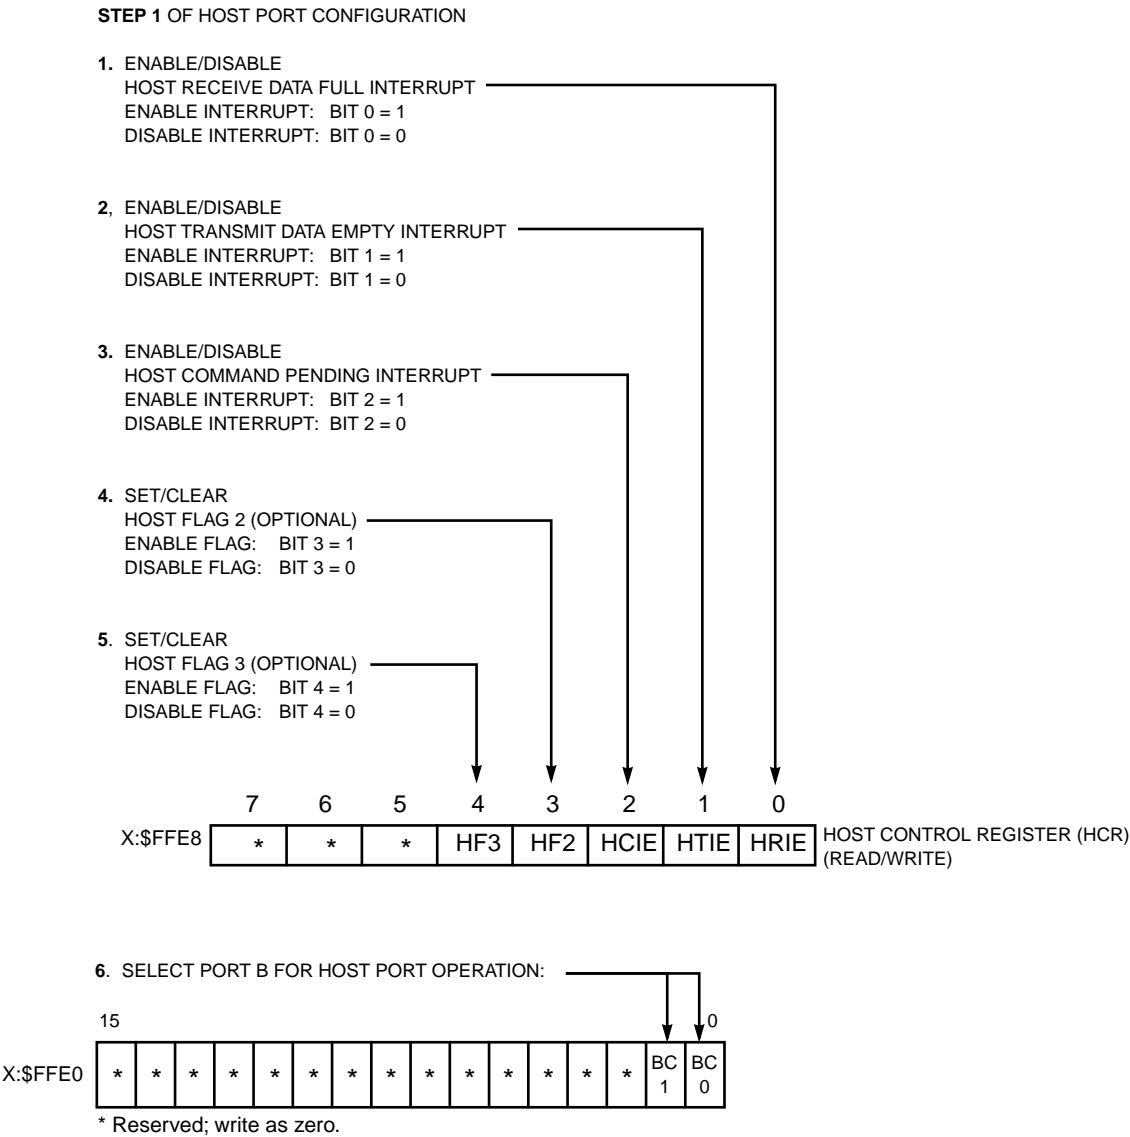 STEP 1 OF HOST PORT CONFIGURATION
1. ENABLE/DISABLE
HOST RECEIVE DATA FULL INTERRUPT
ENABLE INTERRUPT: BIT 0 = 1
DISABLE INTERRUPT: BIT 0 = 0
2, ENABLE/DISABLE
HOST TRANSMIT DATA EMPTY INTERRUPT
ENABLE INTERRUPT: BIT 1 = 1
DISABLE INTERRUPT: BIT 1 = 0
3. ENABLE/DISABLE
HOST COMMAND PENDING INTERRUPT
ENABLE INTERRUPT: BIT 2 = 1
DISABLE INTERRUPT: BIT 2 = 0
4. SET/CLEAR
HOST FLAG 2 (OPTIONAL)
ENABLE FLAG: BIT 3 = 1
DISABLE FLAG: BIT 3 = 0
5. SET/CLEAR
HOST FLAG 3 (OPTIONAL)
ENABLE FLAG: BIT 4 = 1
DISABLE FLAG: BIT 4 = 0
7 6 5 4 3 2 1 0
X:$FFE8 * * * HF3 HF2 HCIE HTIE HRIE HOST CONTROL REGISTER (HCR)
(READ/WRITE)
6. SELECT PORT B FOR HOST PORT OPERATION:
15 0
X:$FFE0 * * * * * * * * * * * * * * BC BC
1 0
* Reserved; write as zero.